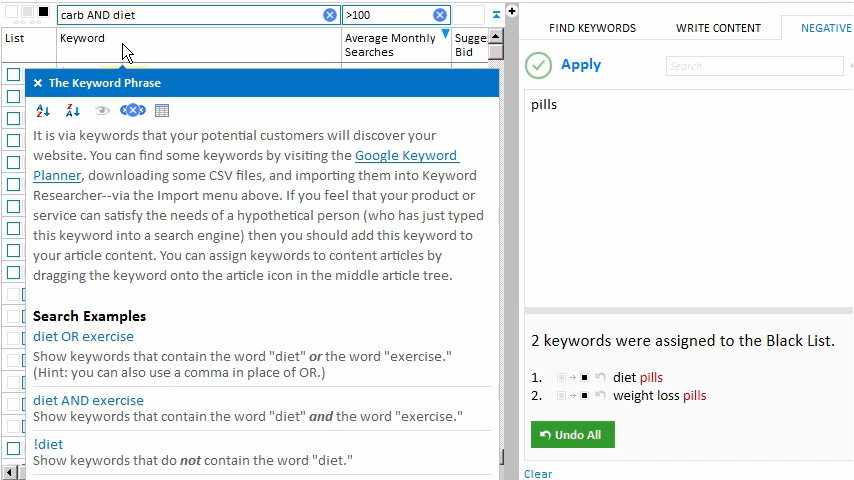 carb AND diet
>100
List
Keyword
Average Monthly Searches
Bid
The Keyword Phrase
It is via keywords that your potential customers will discover your
website. You can find some keywords by visiting the Google Keyword
Planner, downloading some CSV files, and importing them into Keyword
Researcher--via the Import menu above. If you feel that your product or
service can satisfy the needs of a hypothetical person (who has just typed
this keyword into a search engine) then you should add this keyword to
your article content. You can assign keywords to content articles by
dragging the keyword onto the article icon in the middle article tree.
Search Examples
diet OR exercise
Show keywords that contain the word "diet" or the word "exercise."
(Hint: you can also use a comma in place of OR.)
diet AND exercise
Show keywords that contain the word "diet" and the word "exercise."
!diet
Show keywords that do not contain the word "diet."
FIND KEYWORDS
WRITE CONTENT
NEGATIVE
Apply
Search...
pills
2 keywords were assigned to the Black List.
1. diet pills
2. weight loss pills
Undo All
Clear